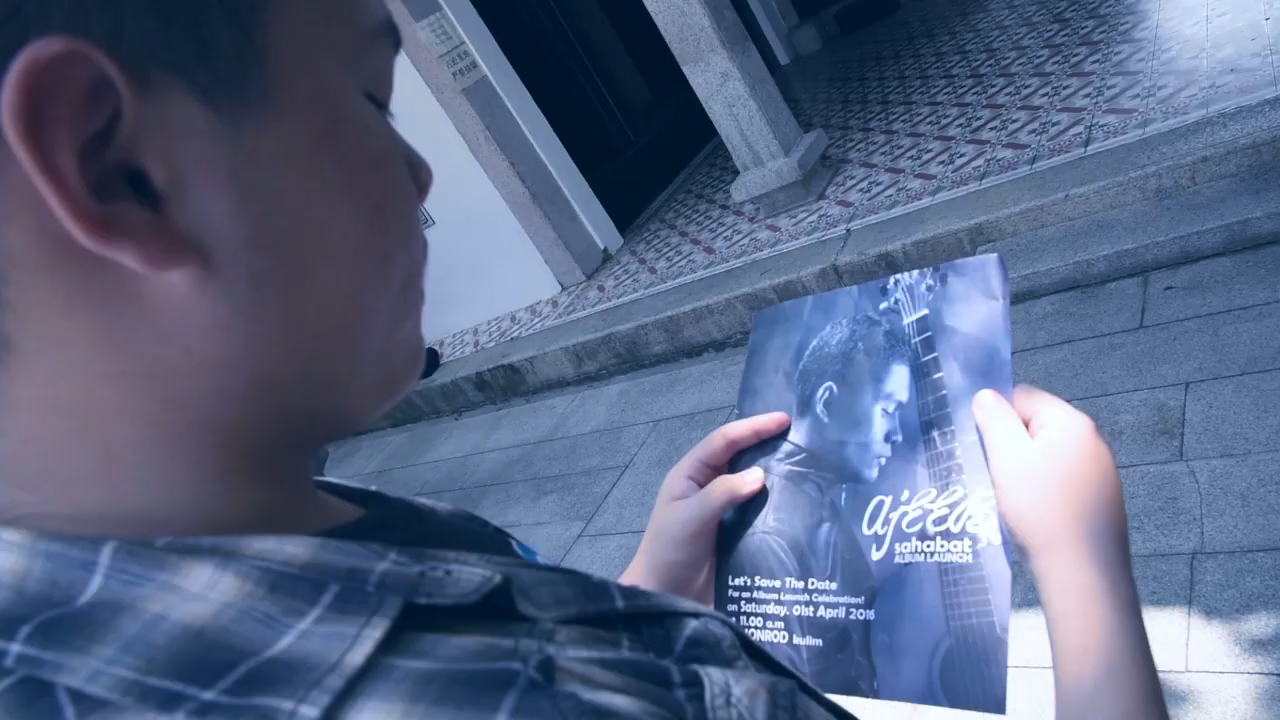 ajeeb
sahabat
ALBUM LAUNCH
Let's Save The Date
For an Album Launch Celebration!
on Saturday, 01st April 2016
11.00 a.m
kulim